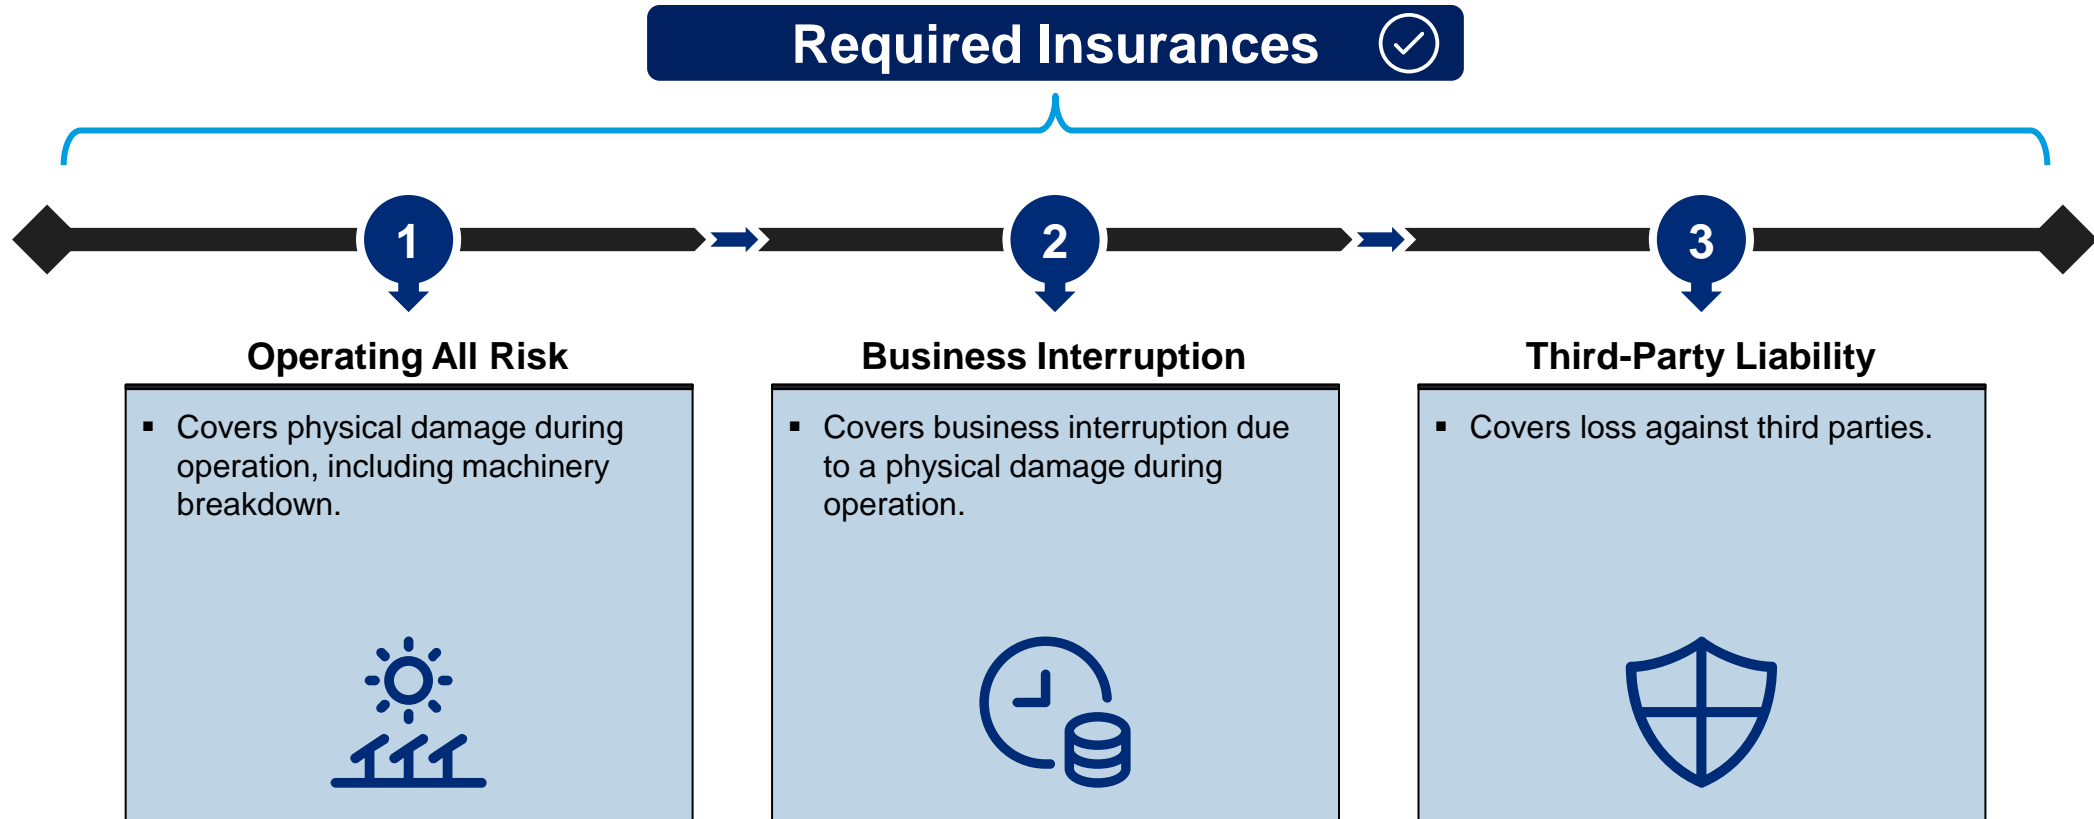 Required Insurances
1
2
3
Operating All Risk
▪ Covers physical damage during
operation, including machinery
breakdown.
Business Interruption
▪ Covers business interruption due
to a physical damage during
operation.
Third-Party Liability
▪ Covers loss against third parties.